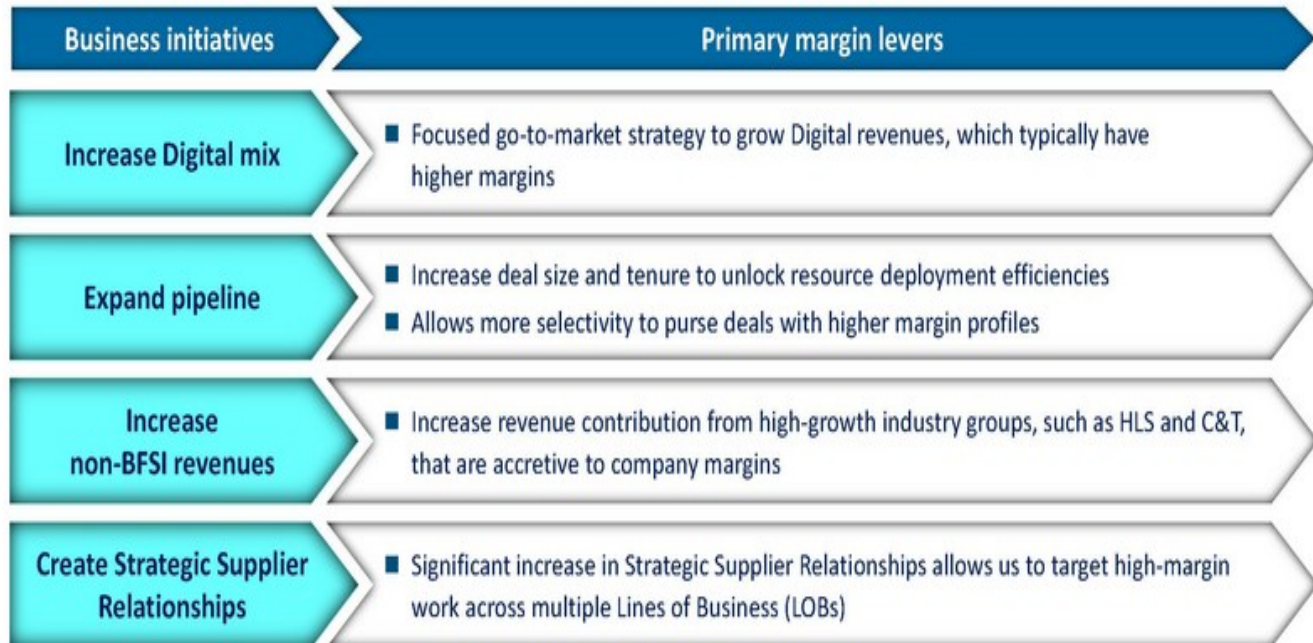 Business initiatives
Primary margin levers
Increase Digital mix
■ Focused go-to-market strategy to grow Digital revenues, which typically have
higher margins
Expand pipeline
■ Increase deal size and tenure to unlock resource deployment efficiencies
■ Allows more selectivity to purse deals with higher margin profiles
Increase
non-BFSI revenues
■ Increase revenue contribution from high-growth industry groups, such as HLS and C&T,
that are accretive to company margins
Create Strategic Supplier
Relationships
■ Significant increase in Strategic Supplier Relationships allows us to target high-margin
work across multiple Lines of Business (LOBs)